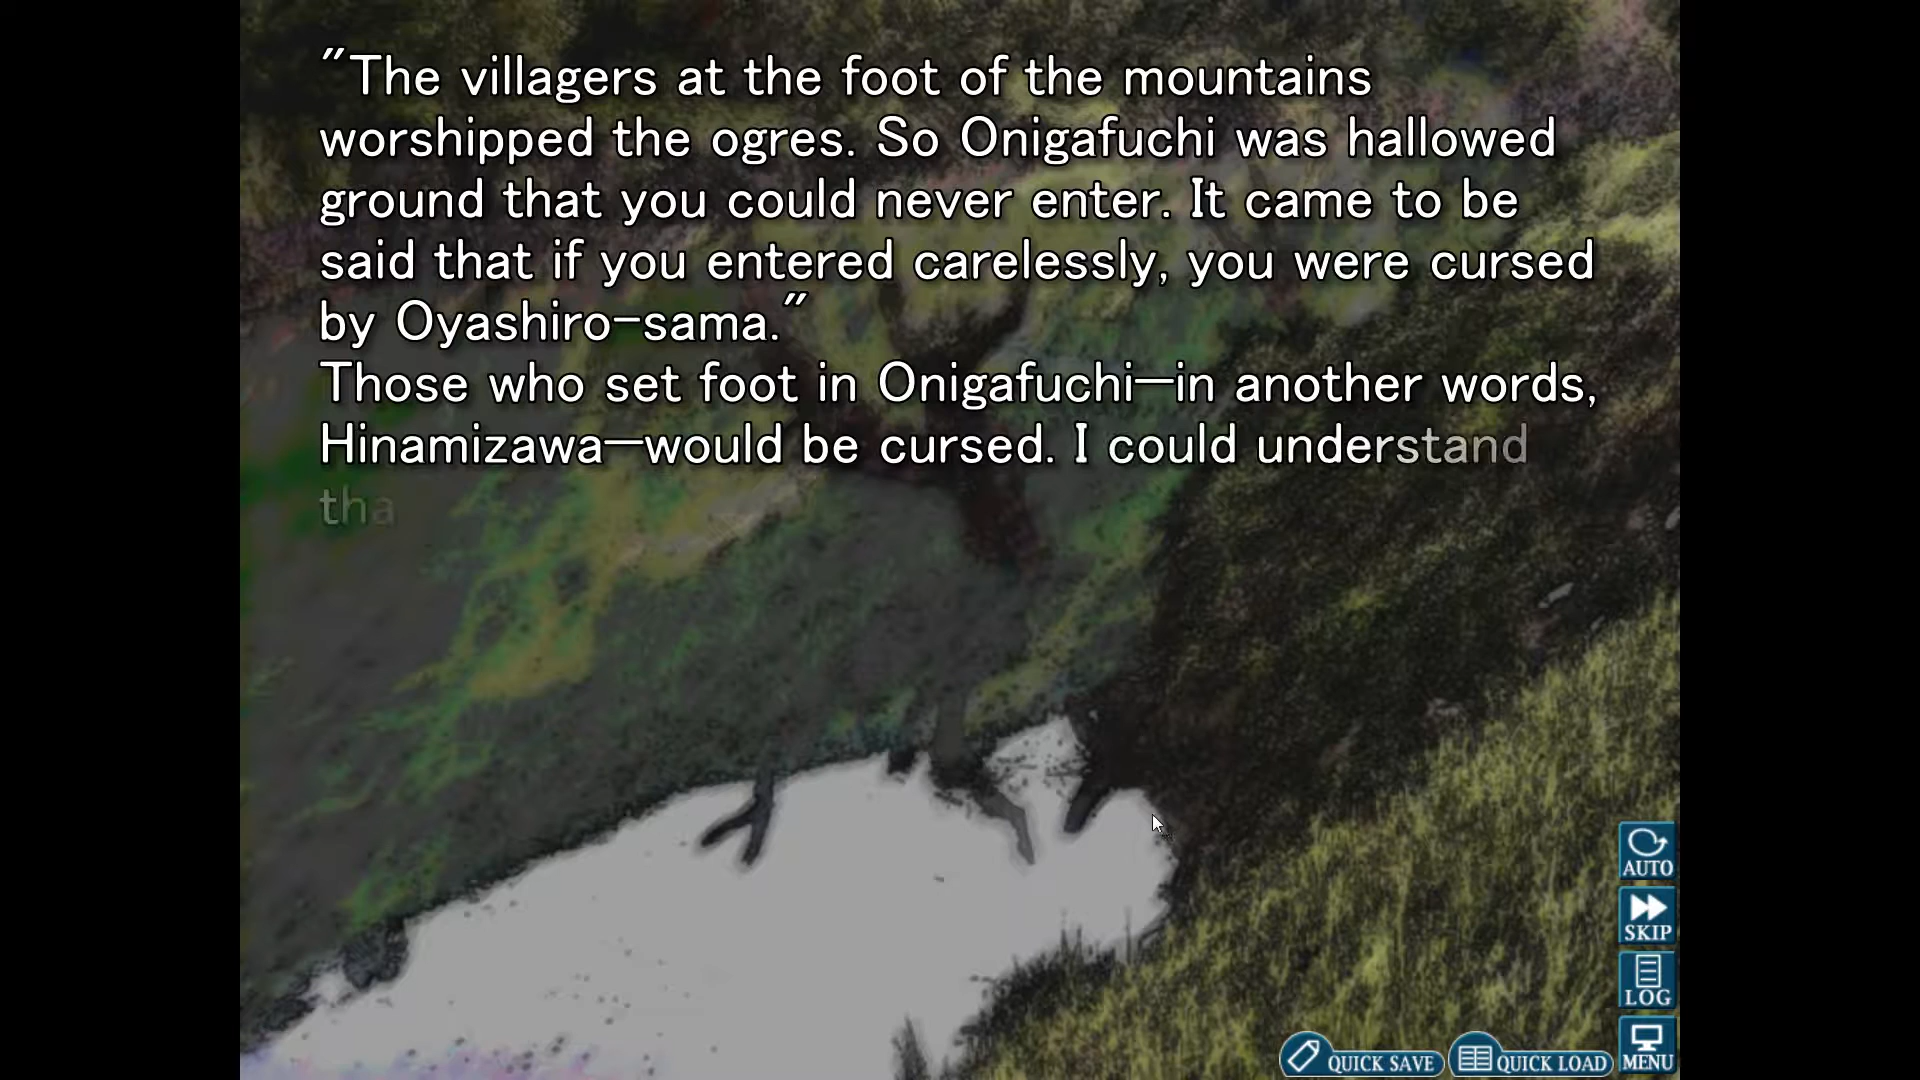 "The villagers at the foot of the mountains
worshipped the ogres. So Onigafuchi was hallowed
ground that you could never enter. It came to be
said that if you entered carelessly, you were cursed
by Oyashiro-sama."
Those who set foot in Onigafuchi—in another words,
Hinamizawa—would be cursed. I could understand
tha
AUTO
SKIP
LOG
QUICK SAVE QUICK LOAD MENU